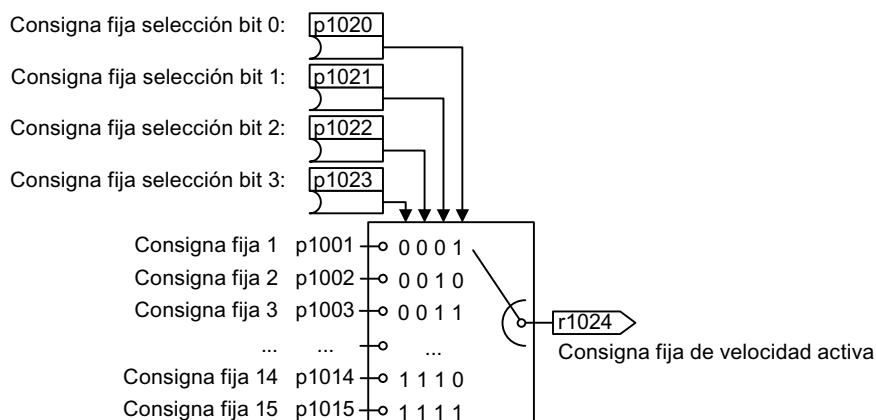 Consigna fija selección bit 0: p1020
Consigna fija selección bit 1: p1021
Consigna fija selección bit 2: p1022
Consigna fija selección bit 3: p1023
Consigna fija 1 p1001 0 0 0 1
Consigna fija 2 p1002 0 0 1 0
Consigna fija 3 p1003 0 0 1 1
r1024
... ... ...
Consigna fija de velocidad activa
Consigna fija 14 p1014 1 1 1 0
Consigna fija 15 p1015 1 1 1 1